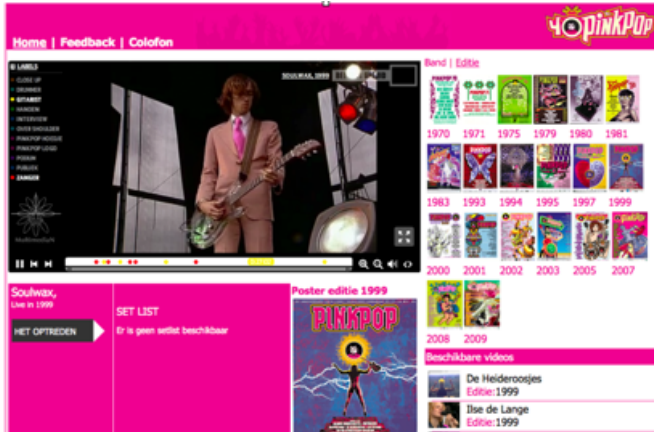 40 PINKPOP
Home | Feedback | Colofon
LABELS
CLOSE UP
DRUMMER
GITARIST
HANDEN
INTERVIEW
OVER SHOULDER
PINKPOP HOEKJE
PINKPOP LOGO
PODIUM
PUBLIEK
ZANGER
SOULWAX, 1999
MultimediaN
Band | Editie
1970 1971 1975 1979 1980 1981
1983 1993 1994 1995 1997 1999
2000 2001 2002 2003 2005 2007
2008 2009
Soulwax,
Live in 1999
HET OPTREDEN
SET LIST
Er is geen setlist beschikbaar
Poster editie 1999
PINKPOP
Beschikbare videos
De Heideroosjes
Editie:1999
Ilse de Lange
Editie:1999